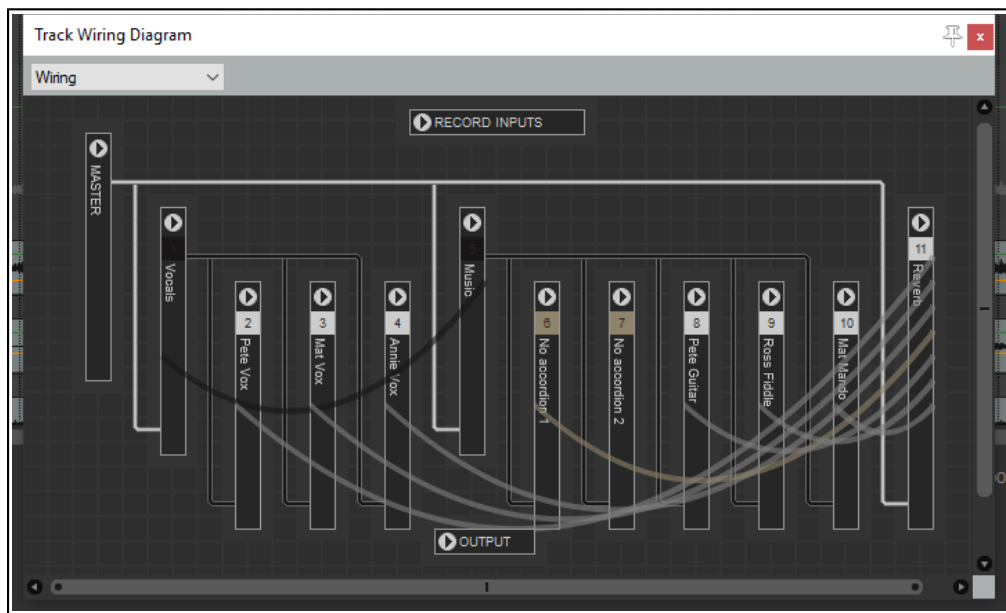 Track Wiring Diagram
x
Wiring
RECORD INPUTS
MASTER
1
Vocals
2
Pete Vox
3
Mat Vox
4
Annie Vox
5
Music
6
No accordion 1
7
No accordion 2
8
Pete Guitar
9
Ross Fiddle
10
Mat Mando
11
Reverb
OUTPUT